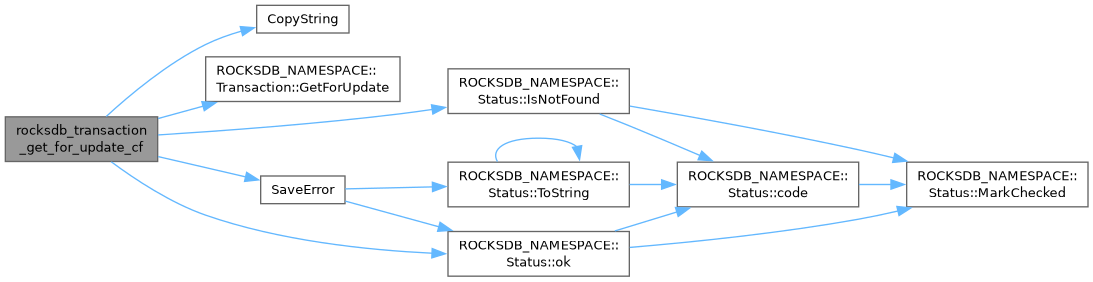 CopyString
ROCKSDB_NAMESPACE::
Transaction::GetForUpdate
rocksdb_transaction
_get_for_update_cf
SaveError
ROCKSDB_NAMESPACE::
Status::IsNotFound
ROCKSDB_NAMESPACE::
Status::ToString
ROCKSDB_NAMESPACE::
Status::ok
ROCKSDB_NAMESPACE::
Status::code
ROCKSDB_NAMESPACE::
Status::MarkChecked